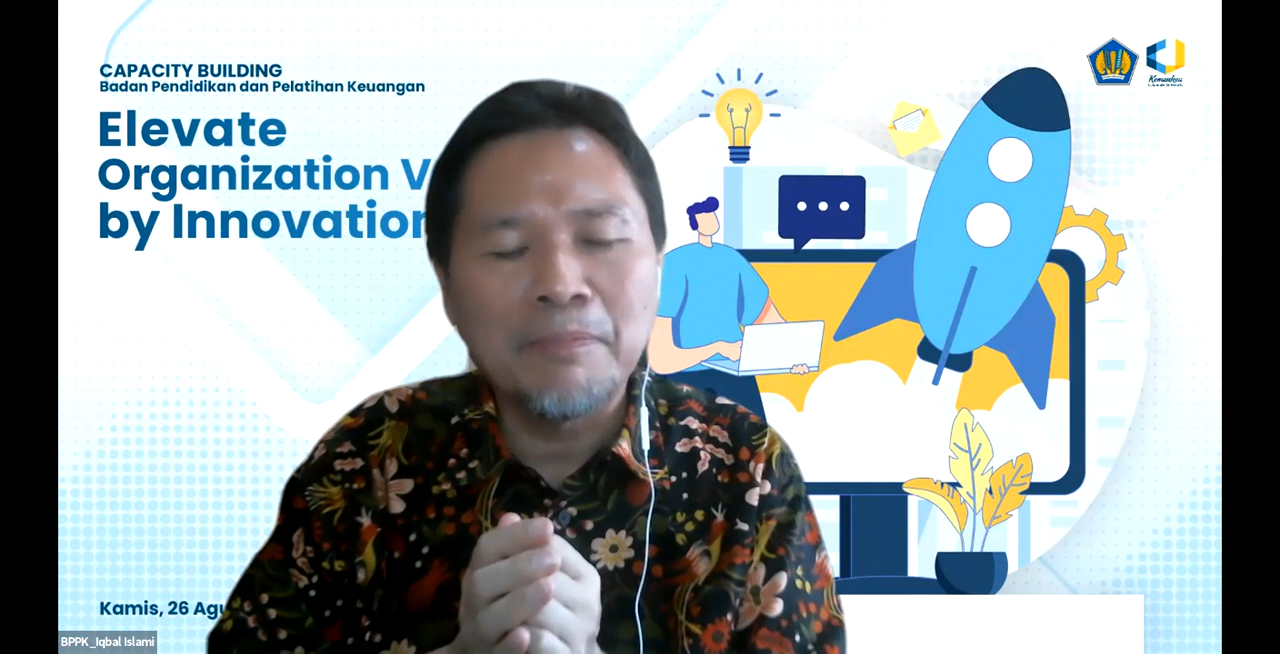 CAPACITY BUILDING
Badan Pendidikan dan Pelatihan Keuangan
Elevate
Organization V
by Innovation
Kamis, 26 Agu
BPPK_Iqbal Islami